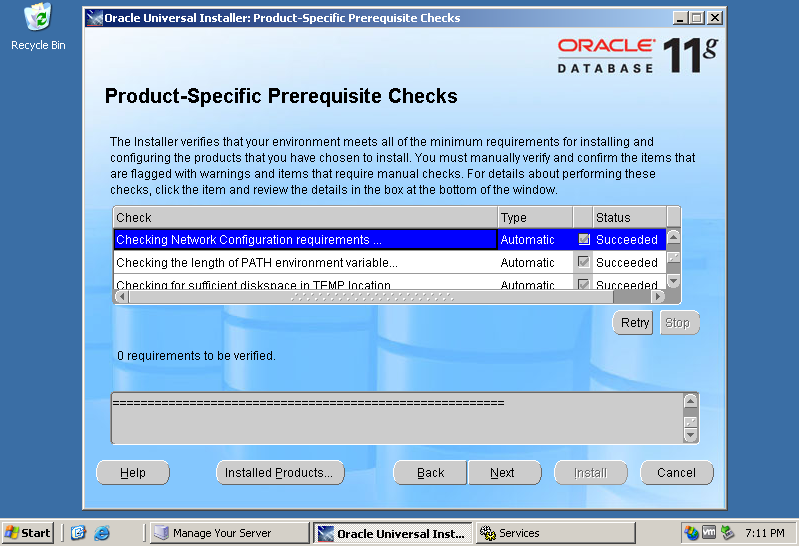 Recycle Bin
Oracle Universal Installer: Product-Specific Prerequisite Checks
ORACLE
DATABASE
11g
Product-Specific Prerequisite Checks
The Installer verifies that your environment meets all of the minimum requirements for installing and
configuring the products that you have chosen to install. You must manually verify and confirm the items that
are flagged with warnings and items that require manual checks. For details about performing these
checks, click the item and review the details in the box at the bottom of the window.
Check Type Status
Checking Network Configuration requirements ... Automatic Succeeded
Checking the length of PATH environment variable... Automatic Succeeded
Checking for sufficient diskspace in TEMP location Automatic Succeeded
Retry Stop
0 requirements to be verified.
========================================================
Help Installed Products... Back Next Install Cancel
Start Manage Your Server Oracle Universal Inst... Services 7:11 PM